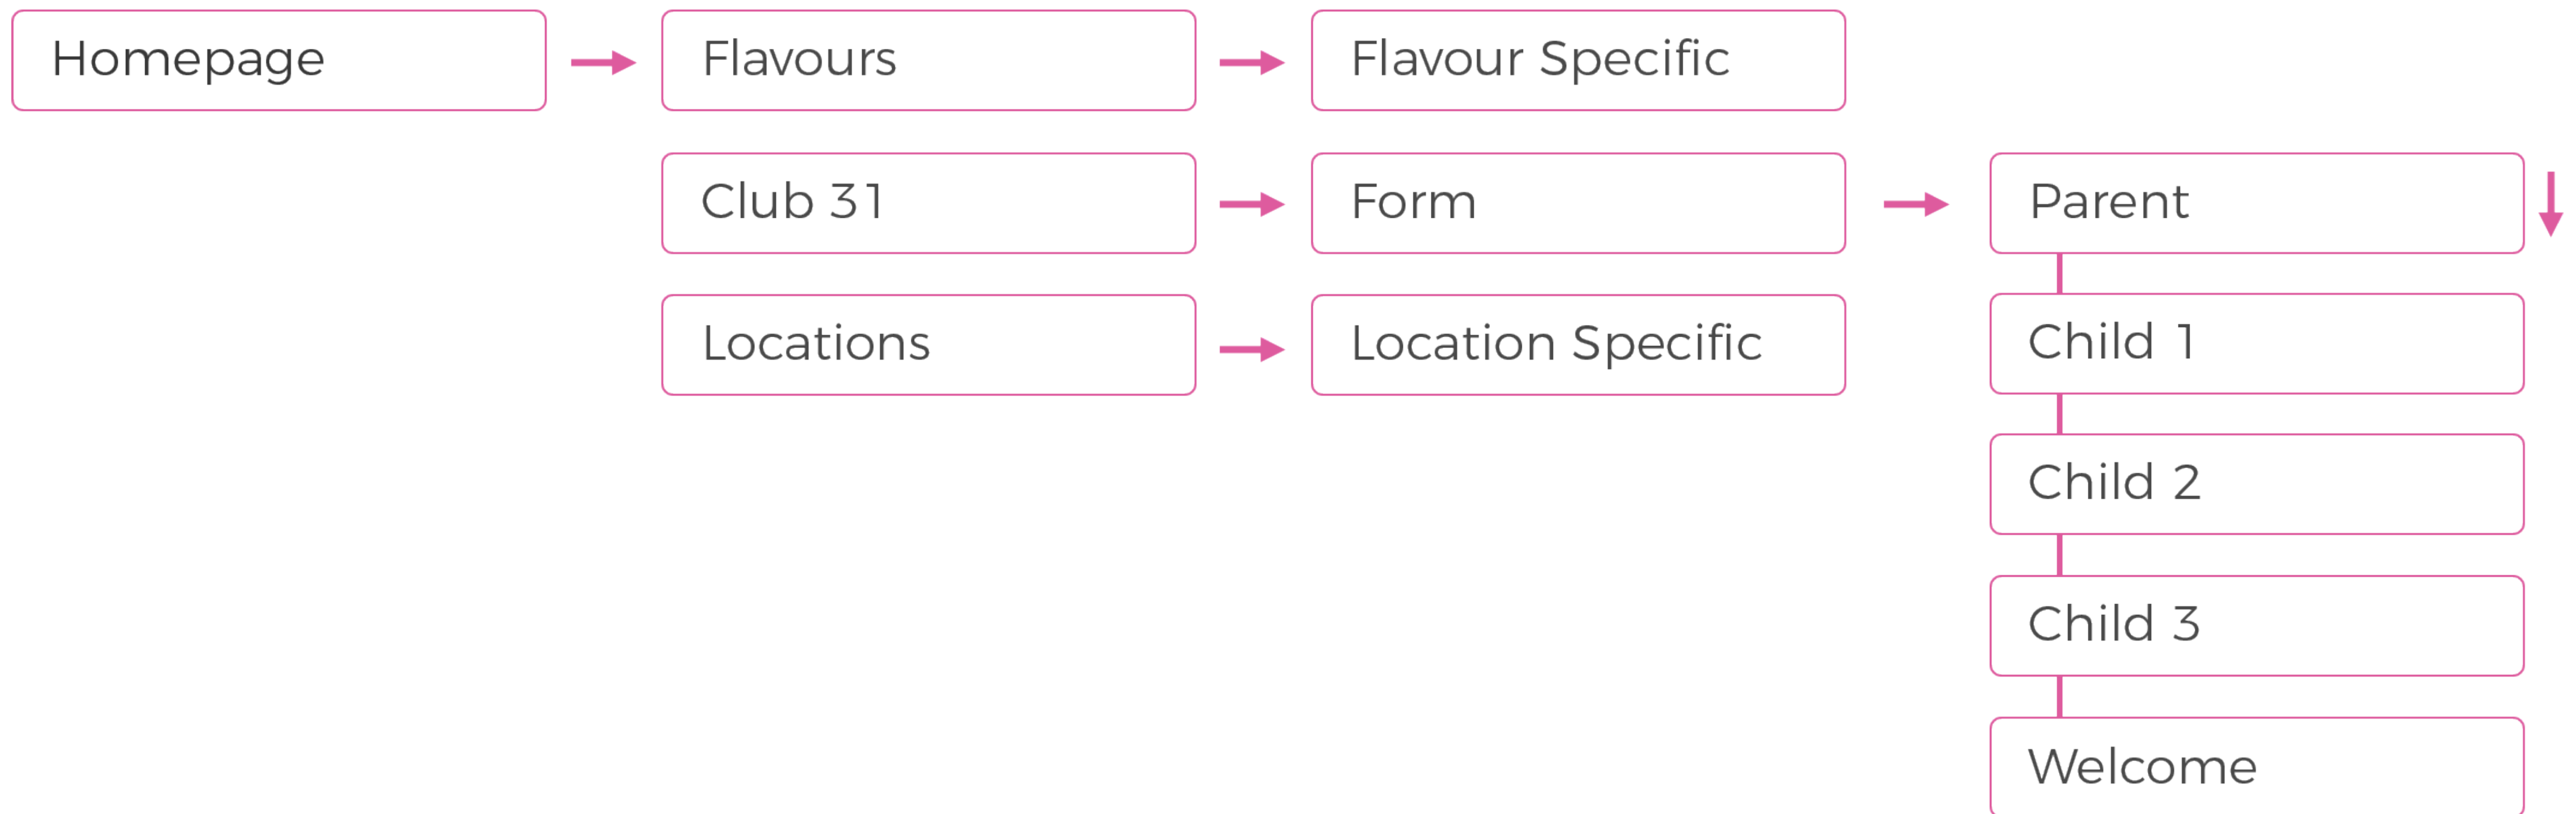 Homepage
Flavours
Flavour Specific
Club 31
Form
Parent
Locations
Location Specific
Child 1
Child 2
Child 3
Welcome